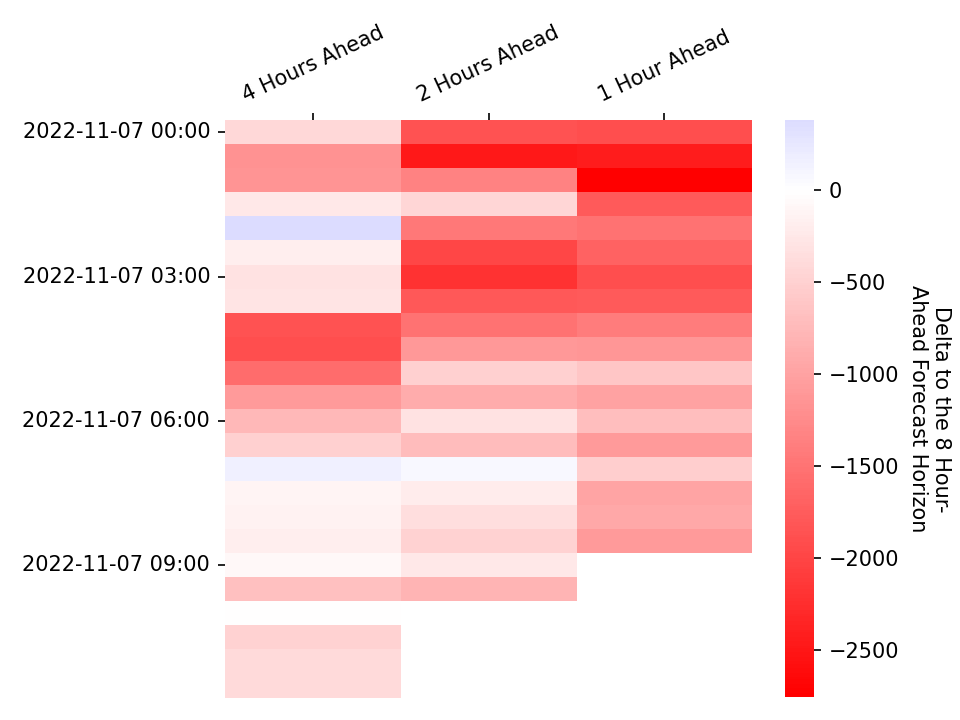 4 Hours Ahead
2 Hours Ahead
1 Hour Ahead
2022-11-07 00:00
2022-11-07 03:00
2022-11-07 06:00
2022-11-07 09:00
0
−500
−1000
−1500
−2000
−2500
Delta to the 8 Hour-
Ahead Forecast Horizon